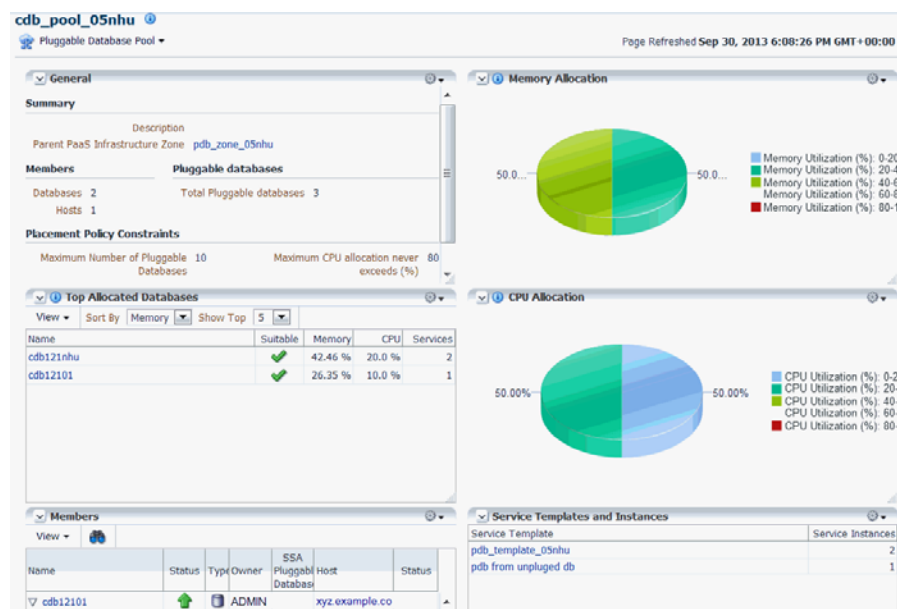 cdb_pool_05nhu
Pluggable Database Pool
Page Refreshed Sep 30, 2013 6:08:26 PM GMT+00:00
General
Summary
Description
Parent PaaS Infrastructure Zone pdb_zone_05nhu
Members Pluggable databases
Databases 2 Total Pluggable databases 3
Hosts 1
Placement Policy Constraints
Maximum Number of Pluggable 10 Maximum CPU allocation never 80
Databases exceeds (%)
Memory Allocation
50.0...
50.0...
Memory Utilization (%): 0-20
Memory Utilization (%): 20-4
Memory Utilization (%): 40-6
Memory Utilization (%): 60-8
Memory Utilization (%): 80-1
Top Allocated Databases
View Sort By Memory Show Top 5
Name Suitable Memory CPU Services
cdb121nhu 42.46 % 20.0 % 2
cdb12101 26.35 % 10.0 % 1
CPU Allocation
50.00%
50.00%
CPU Utilization (%): 0-2
CPU Utilization (%): 20-
CPU Utilization (%): 40-
CPU Utilization (%): 60-
CPU Utilization (%): 80-
Members
View
Name Status Type Owner SSA Pluggabl Databas Host Status
cdb12101 ADMIN xyz.example.co
Service Templates and Instances
Service Template Service Instances
pdb_template_05nhu 2
pdb from unpluged db 1